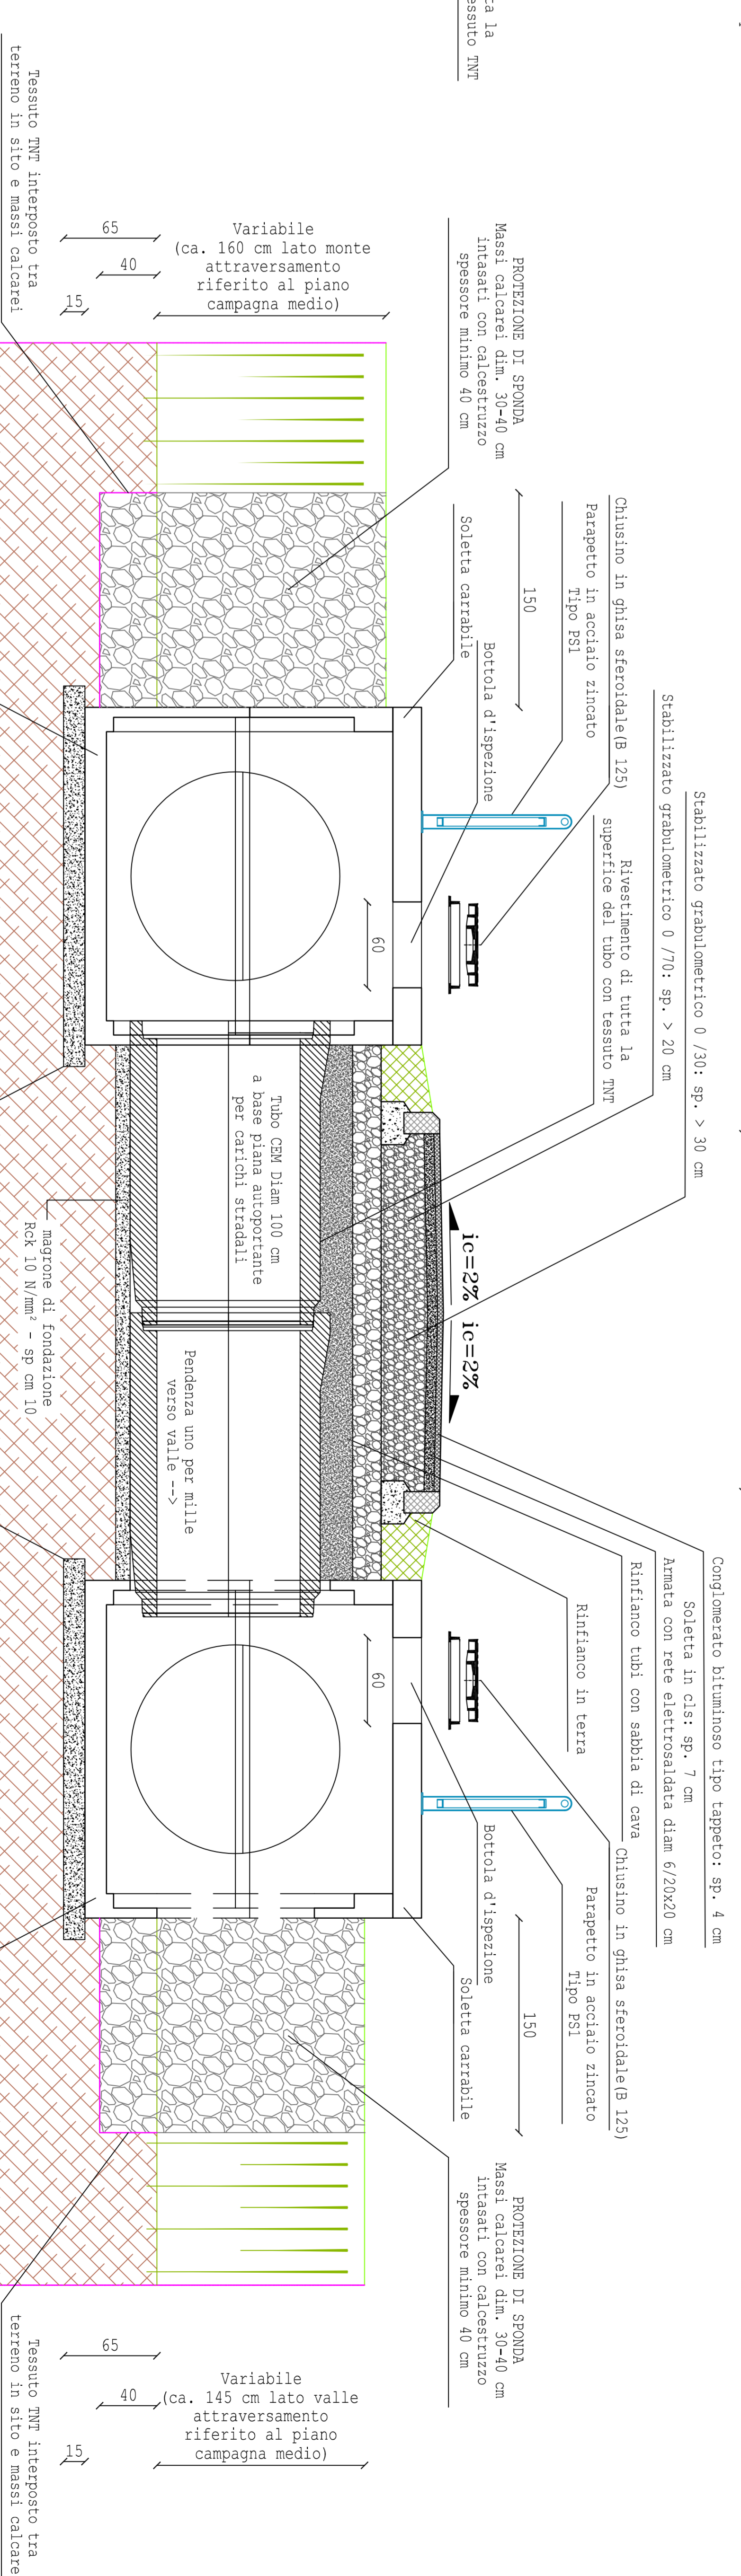 ca la
essuto TNT
Tessuto TNT interposto tra
terreno in sito e massi calcarei
65
40
15
Variabile
(ca. 160 cm lato monte
attraversamento
riferito al piano
campagna medio)
PROTEZIONE DI SPONDA
Massi calcarei dim. 30-40 cm
intasati con calcestruzzo
spessore minimo 40 cm
150
Soletta carrabile
Chiusino in ghisa sferoidale(B 125)
Parapetto in acciaio zincato
Tipo PS1
Bottola d'ispezione
Stabilizzato grabulometrico 0 /70: sp. > 20 cm
Stabilizzato grabulometrico 0 /30: sp. > 30 cm
Rivestimento di tutta la
superfice del tubo con tessuto TNT
60
Tubo CEM Diam 100 cm
a base piana autoportante
per carichi stradali
ic=2% ic=2%
magrone di fondazione
Rck 10 N/mm² - sp cm 10
Pendenza uno per mille
verso valle -->
Conglomerato bituminoso tipo tappeto: sp. 4 cm
Soletta in cls: sp. 7 cm
Armata con rete elettrosaldata diam 6/20x20 cm
Rinfianco tubi con sabbia di cava
Rinfianco in terra
60
Chiusino in ghisa sferoidale(B 125)
Parapetto in acciaio zincato
Tipo PS1
Bottola d'ispezione
Soletta carrabile
150
PROTEZIONE DI SPONDA
Massi calcarei dim. 30-40 cm
intasati con calcestruzzo
spessore minimo 40 cm
65
40
15
Variabile
(ca. 145 cm lato valle
attraversamento
riferito al piano
campagna medio)
Tessuto TNT interposto tra
terreno in sito e massi calcare